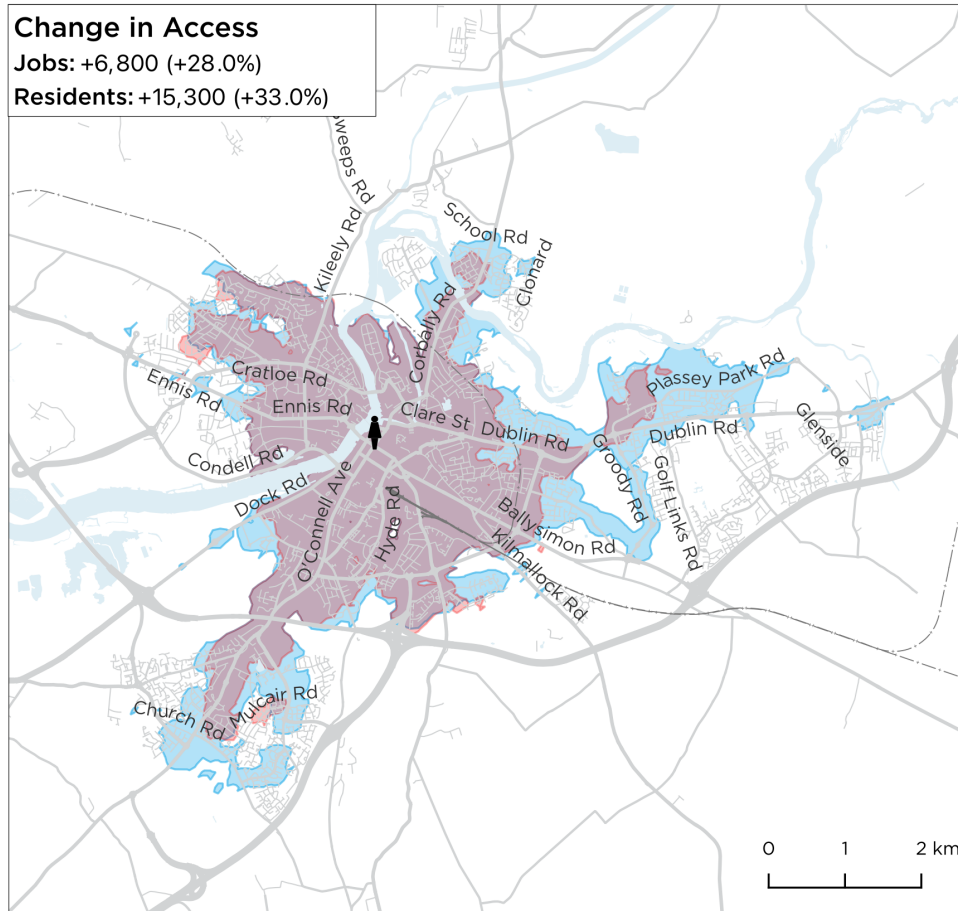 Change in Access
Jobs: +6,800 (+28.0%)
Residents: +15,300 (+33.0%)
weeps Rd
Kileely Rd
School Rd
Clonard
Corbally Rd
Cratloe Rd
Ennis Rd
Ennis Rd
Clare St
Dublin Rd
Plassey Park Rd
Dublin Rd
Glenside
Groody Rd
Golf Links Rd
Condell Rd
Dock Rd
O'Connell Ave
Hyde Rd
Ballysimon Rd
Kilmallock Rd
Church Rd
Mulcair Rd
0 1 2 km